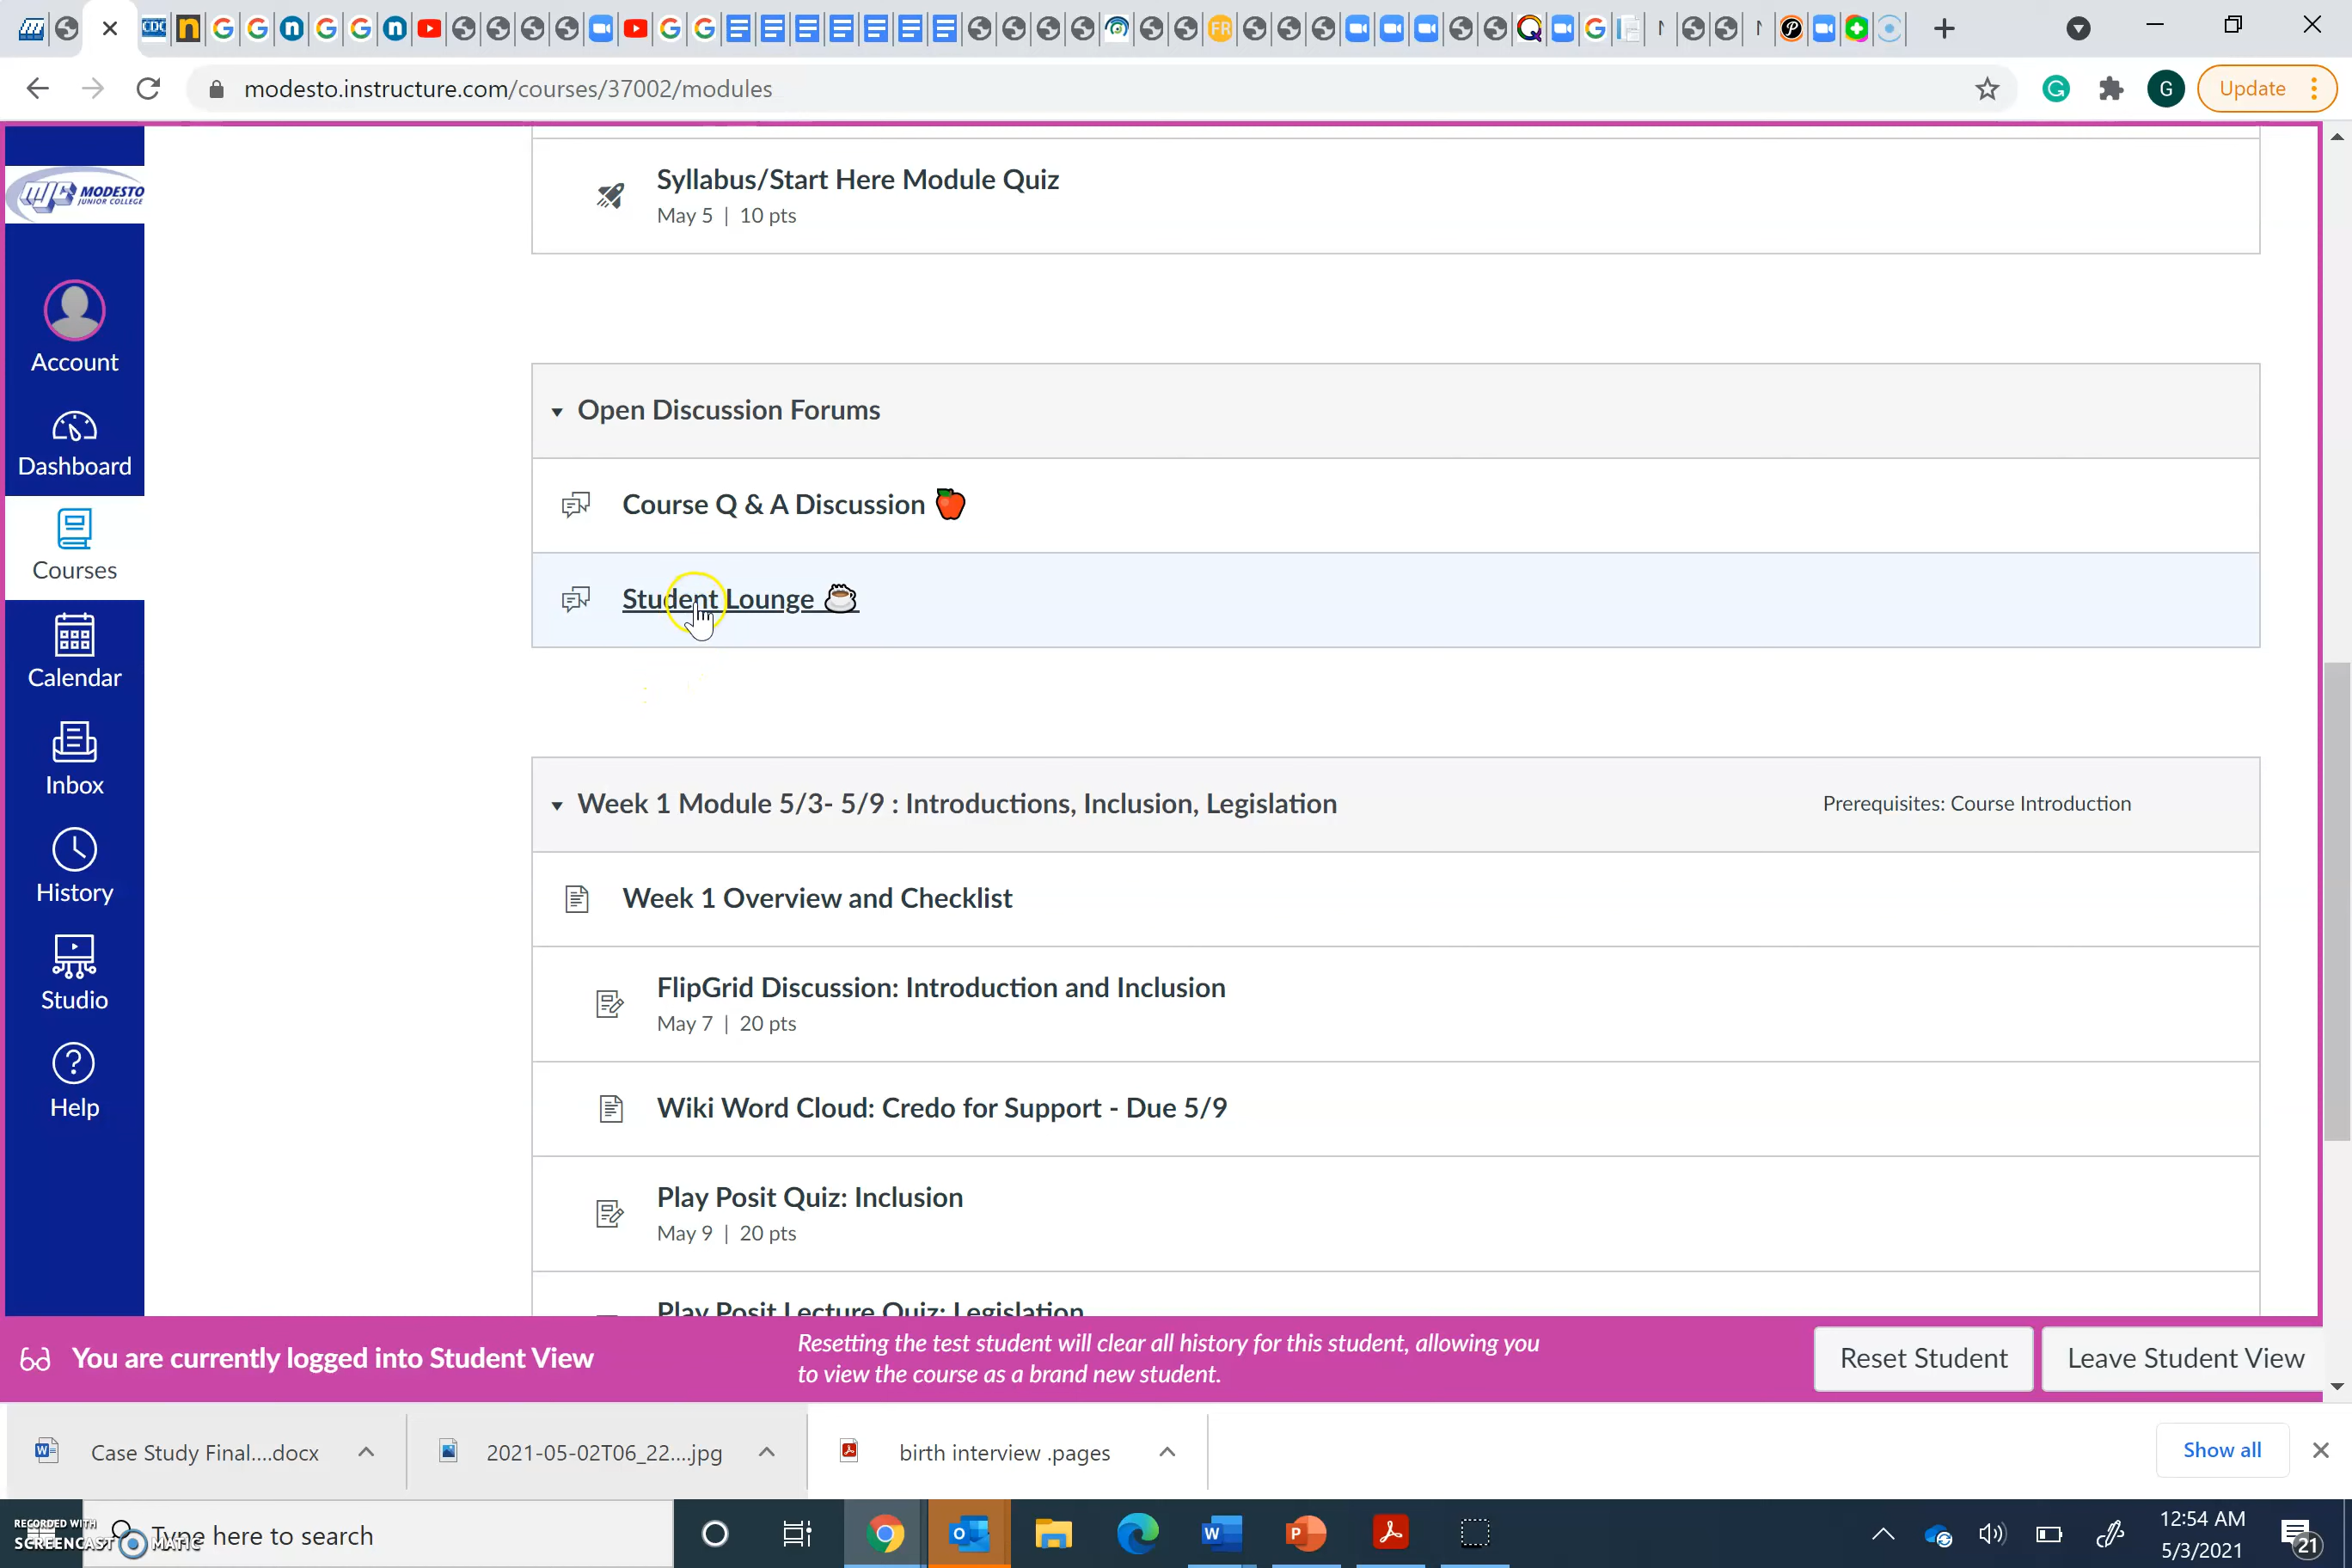 modesto.instructure.com/courses/37002/modules
G
Update
MJC MODESTO
JUNIOR COLLEGE
Syllabus/Start Here Module Quiz
May 5 | 10 pts
Account
Dashboard
Courses
Calendar
Inbox
History
Studio
Help
Open Discussion Forums
Course Q & A Discussion 🍎
Student Lounge ☕
Week 1 Module 5/3- 5/9 : Introductions, Inclusion, Legislation
Prerequisites: Course Introduction
Week 1 Overview and Checklist
FlipGrid Discussion: Introduction and Inclusion
May 7 | 20 pts
Wiki Word Cloud: Credo for Support - Due 5/9
Play Posit Quiz: Inclusion
May 9 | 20 pts
Play Posit Lecture Quiz: Legislation
You are currently logged into Student View
Resetting the test student will clear all history for this student, allowing you
to view the course as a brand new student.
Reset Student
Leave Student View
Case Study Final....docx
2021-05-02T06_22....jpg
birth interview .pages
Show all
RECORDED WITH
SCREENCAST MATIC
Type here to search
12:54 AM
5/3/2021
21